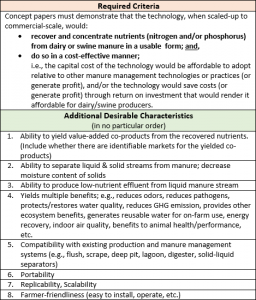 Required Criteria
Concept papers must demonstrate that the technology, when scaled-up to
commercial-scale, would:
• recover and concentrate nutrients (nitrogen and/or phosphorus)
from dairy or swine manure in a usable form; and,
• do so in a cost-effective manner;
i.e., the capital cost of the technology would be affordable to adopt
relative to other manure management technologies or practices (or
generate profit), and/or the technology would save costs (or
generate profit) through return on investment that would render it
affordable for dairy/swine producers.
Additional Desirable Characteristics
(in no particular order)
1. Ability to yield value-added co-products from the recovered nutrients.
(Include whether there are identifiable markets for the yielded co-
products)
2. Ability to separate liquid & solid streams from manure; decrease
moisture content of solids
3. Ability to produce low-nutrient effluent from liquid manure stream
4. Yields multiple benefits; e.g., reduces odors, reduces pathogens,
protects/restores water quality, reduces GHG emission, provides other
ecosystem benefits, generates reusable water for on-farm use, energy
recovery, indoor air quality, benefits to animal health/performance,
etc.
5. Compatibility with existing production and manure management
systems (e.g., flush, scrape, deep pit, lagoon, digester, solid-liquid
separators)
6. Portability
7. Replicability, Scalability
8. Farmer-friendliness (easy to install, operate, etc.)